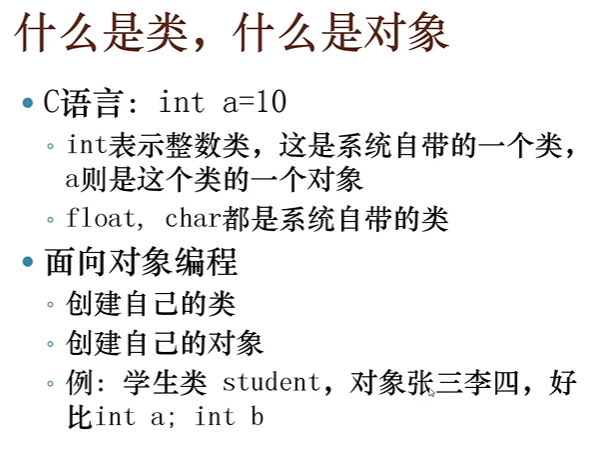 什么是类，什么是对象
C语言：int a=10
int表示整数类，这是系统自带的一个类，
a则是这个类的一个对象
float, char都是系统自带的类
面向对象编程
创建自己的类
创建自己的对象
例：学生类 student，对象张三李四，好
比int a; int b